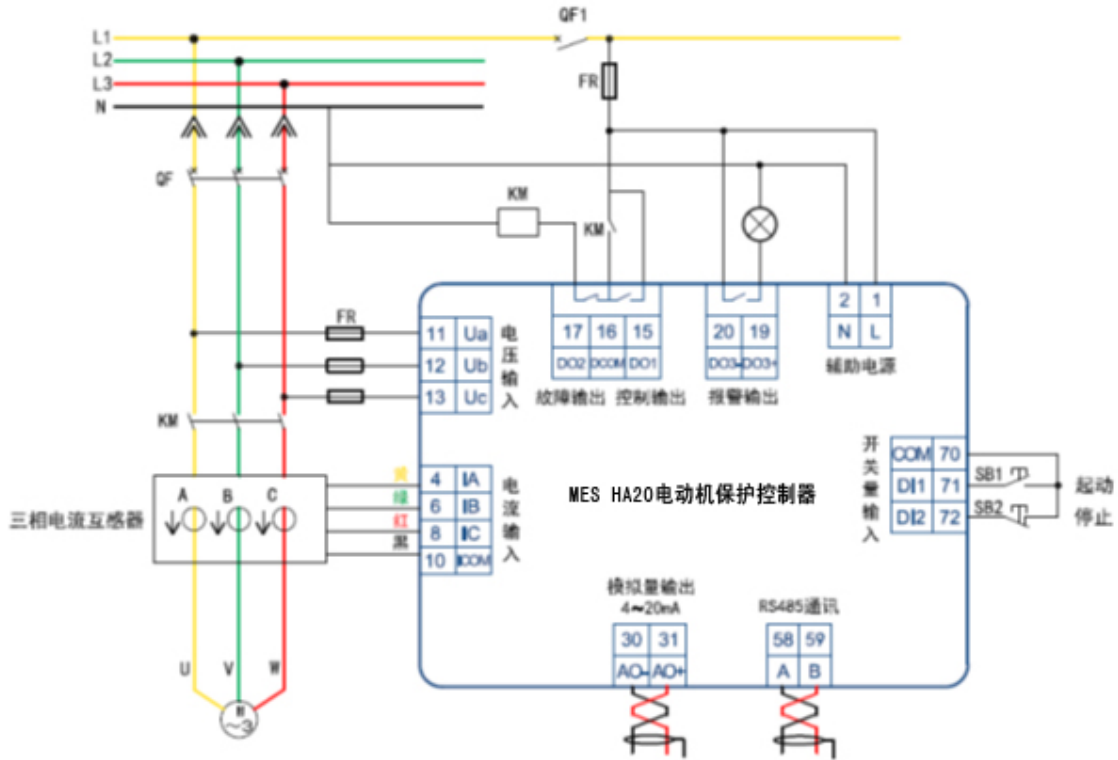 QF1
L1
L2
L3
N
FR
QF
KM
KM
FR
KM
11 Ua
12 Ub
13 Uc
电压输入
17 16 15
DO2 DCOM DO1
故障输出 控制输出
20 19
DO3- DO3+
报警输出
2 1
N L
辅助电源
A B C
三相电流互感器
黄
绿
红
黑
4 IA
6 IB
8 IC
10 ICOM
电流输入
MES HA20电动机保护控制器
开关量输入
COM 70
DI1 71
DI2 72
SB1 起动
SB2 停止
模拟量输出
4~20mA
30 31
AO- AO+
RS485通讯
58 59
A B
U V W
M
~3